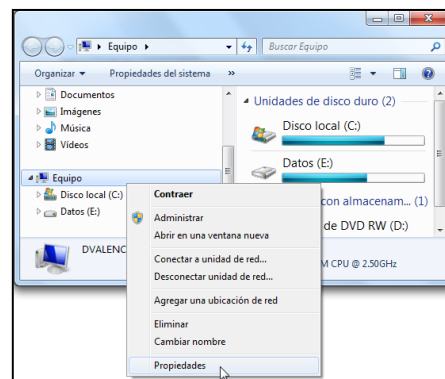 Equipo
Buscar Equipo
Organizar
Propiedades del sistema
»
Documentos
Imágenes
Música
Vídeos
Equipo
Disco local (C:)
Datos (E:)
Unidades de disco duro (2)
Disco local (C:)
Datos (E:)
con almacenam... (1)
de DVD RW (D:)
DVALENC
CPU @ 2.50GHz
Contraer
Administrar
Abrir en una ventana nueva
Conectar a unidad de red...
Desconectar unidad de red...
Agregar una ubicación de red
Eliminar
Cambiar nombre
Propiedades